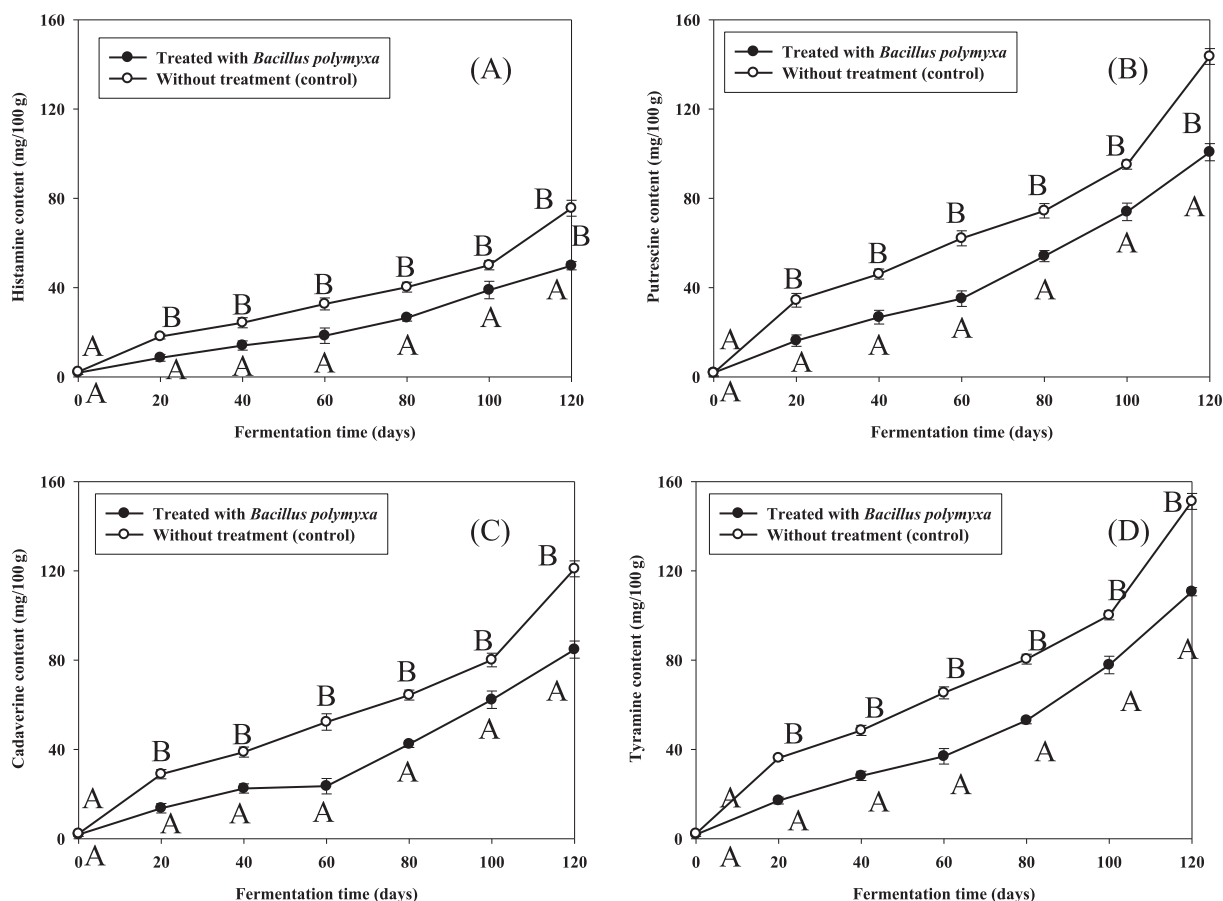 160
120
80
40
0
Histamine content (mg/100 g)
Treated with Bacillus polymyxa
Without treatment (control)
(A)
B
B
B
B
B
B
B
A
A
A
A
A
A
A
A
0 20 40 60 80 100 120
Fermentation time (days)
160
120
80
40
0
Putrescine content (mg/100 g)
Treated with Bacillus polymyxa
Without treatment (control)
(B)
B
B
B
B
B
B
A
A
A
A
A
A
A
A
0 20 40 60 80 100 120
Fermentation time (days)
160
120
80
40
0
Cadaverine content (mg/100 g)
Treated with Bacillus polymyxa
Without treatment (control)
(C)
B
B
B
B
B
B
A
A
A
A
A
A
A
A
0 20 40 60 80 100 120
Fermentation time (days)
160
120
80
40
0
Tyramine content (mg/100 g)
Treated with Bacillus polymyxa
Without treatment (control)
(D)
B
B
B
B
B
B
A
A
A
A
A
A
A
A
0 20 40 60 80 100 120
Fermentation time (days)